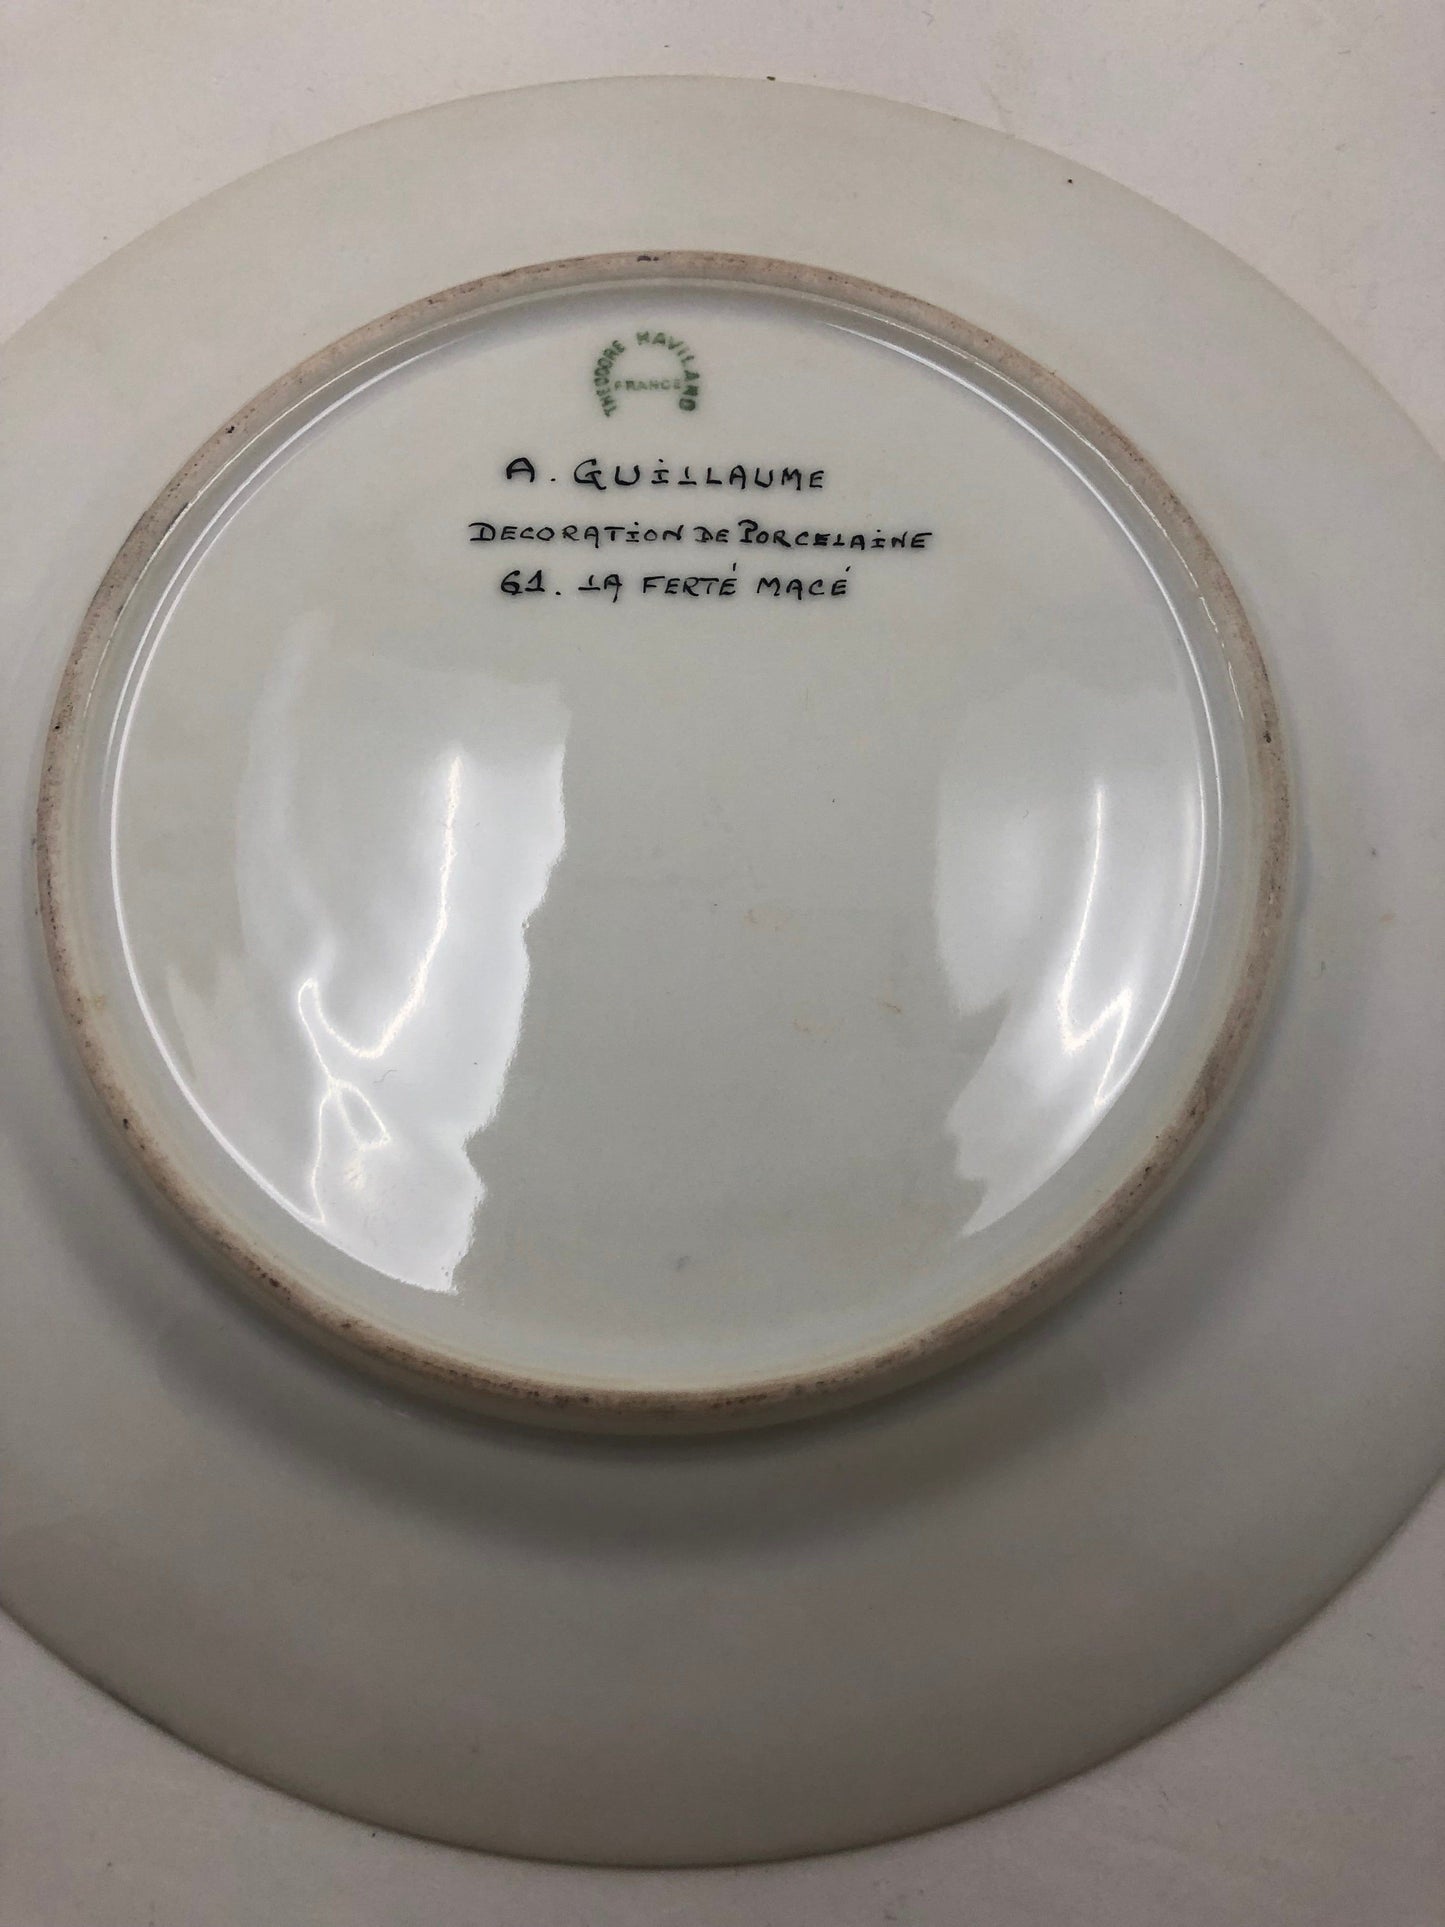 THEODORE HAVILAND
FRANCE
A. GUILLAUME
DECORATION DE PORCELAINE
61. LA FERTÉ MACÉ